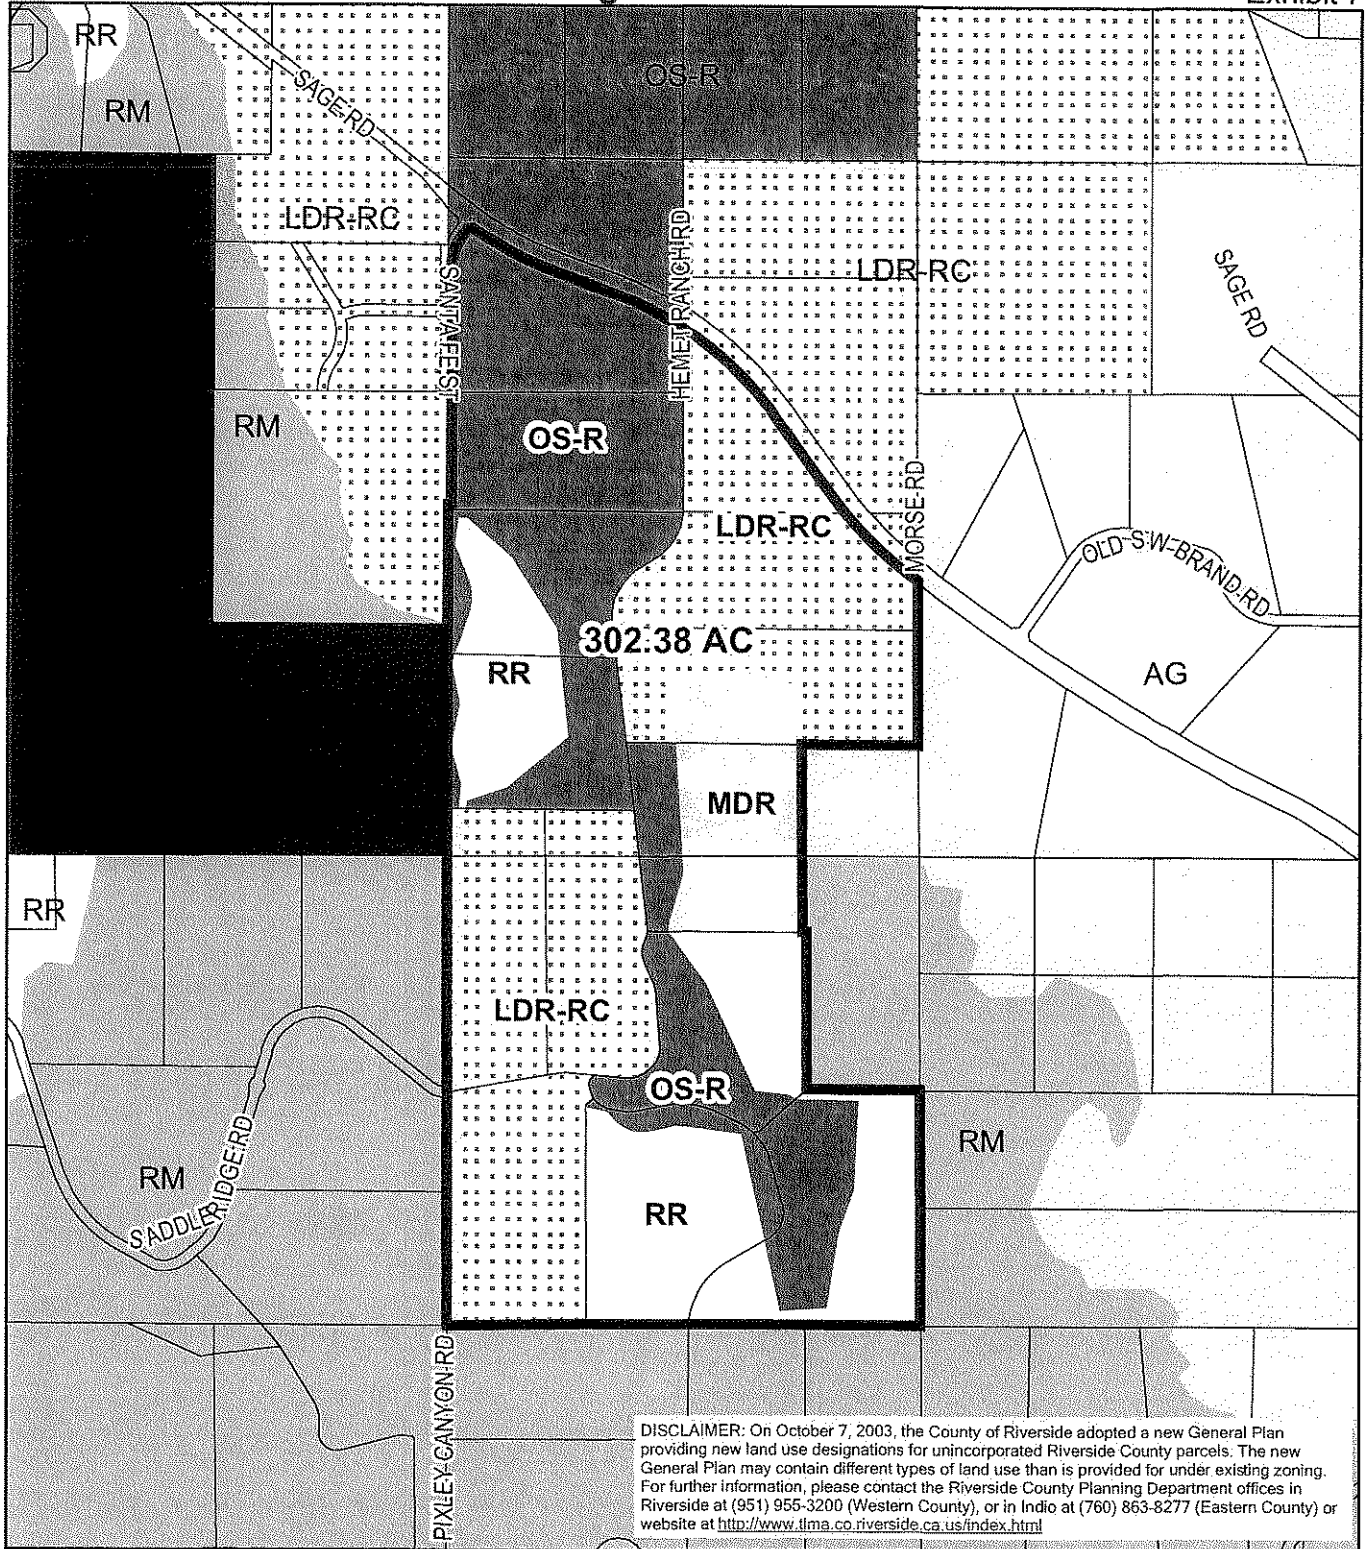 RR
OS-R
SAGE RD
RM
LDR-RC
HEMET RANCH RD
LDR-RC
SAGE RD
SANTA FE ST
RM
OS-R
LDR-RC
MORSE RD
OLD SW BRAND RD
302.38 AC
RR
AG
MDR
RR
LDR-RC
OS-R
RM
RM
SADDLE RIDGE RD
RR
PIXLEY CANYON RD
DISCLAIMER: On October 7, 2003, the County of Riverside adopted a new General Plan
providing new land use designations for unincorporated Riverside County parcels. The new
General Plan may contain different types of land use than is provided for under existing zoning.
For further information, please contact the Riverside County Planning Department offices in
Riverside at (951) 955-3200 (Western County), or in Indio at (760) 863-8277 (Eastern County) or
website at http://www.tlma.co.riverside.ca.us/index.html